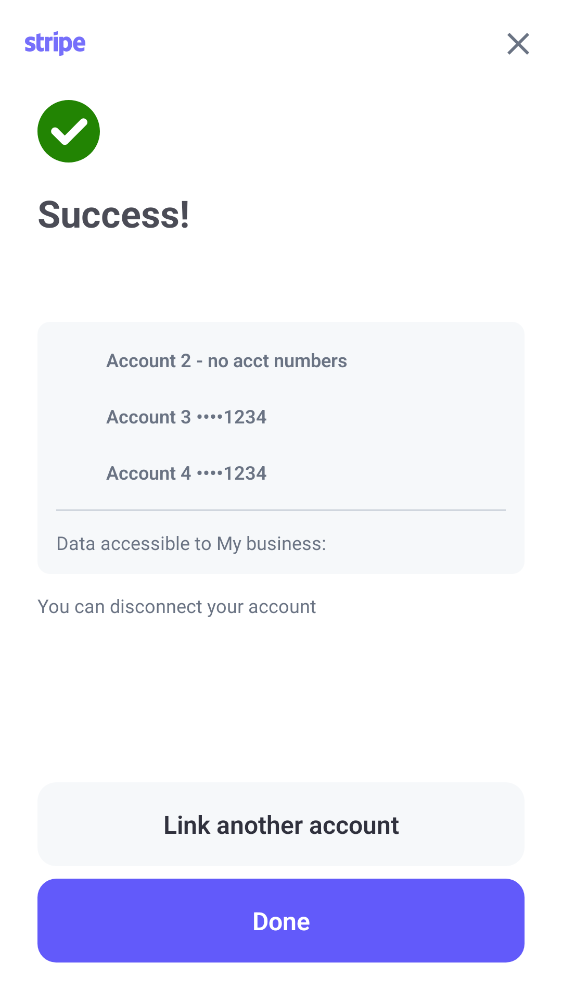 stripe
Success!
Account 2 - no acct numbers
Account 3 ••••1234
Account 4 ••••1234
Data accessible to My business:
You can disconnect your account
Link another account
Done